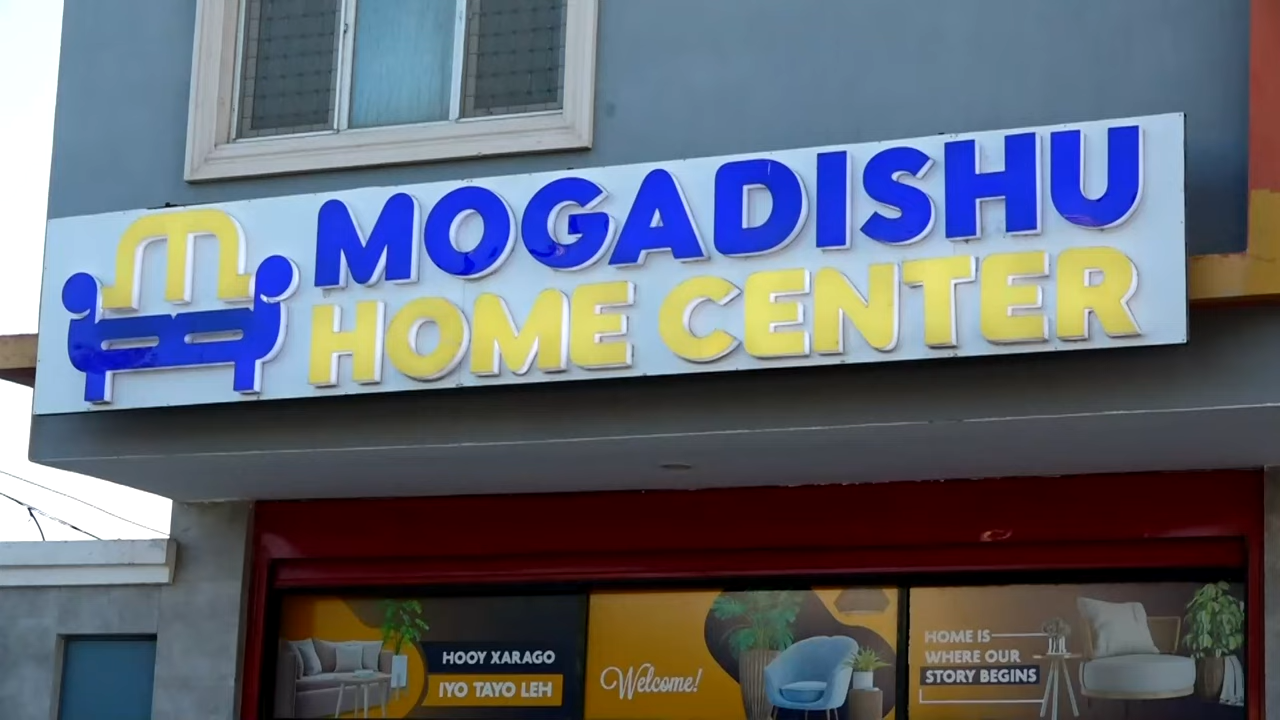 MOGADISHU
HOME CENTER
HOOY XARAGO
IYO TAYO LEH
Welcome!
HOME IS
WHERE OUR
STORY BEGINS